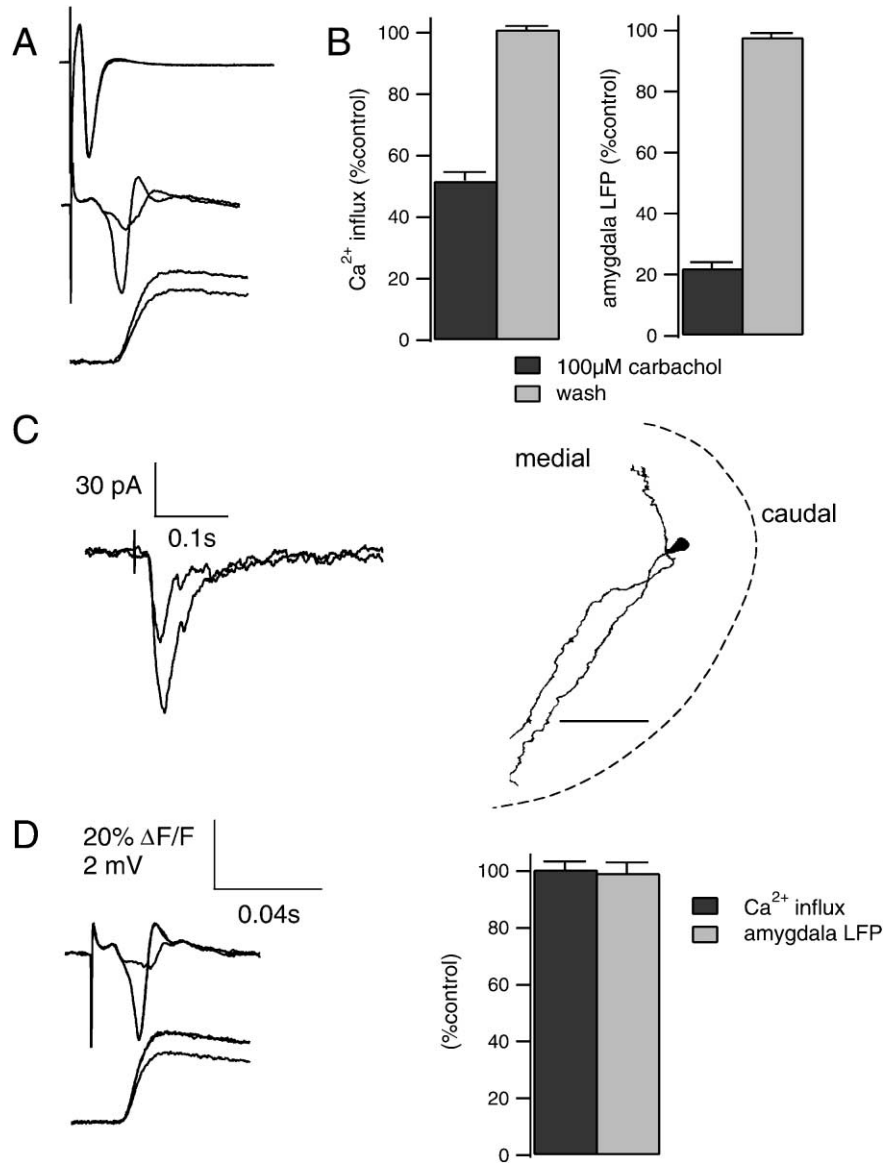 A
B
Ca2+ influx (%control)
100
80
60
40
20
0
amygdala LFP (%control)
100
80
60
40
20
0
100µM carbachol
wash
C
30 pA
0.1s
medial
caudal
D
20% ΔF/F
2 mV
0.04s
(%control)
100
80
60
40
20
0
Ca2+ influx
amygdala LFP